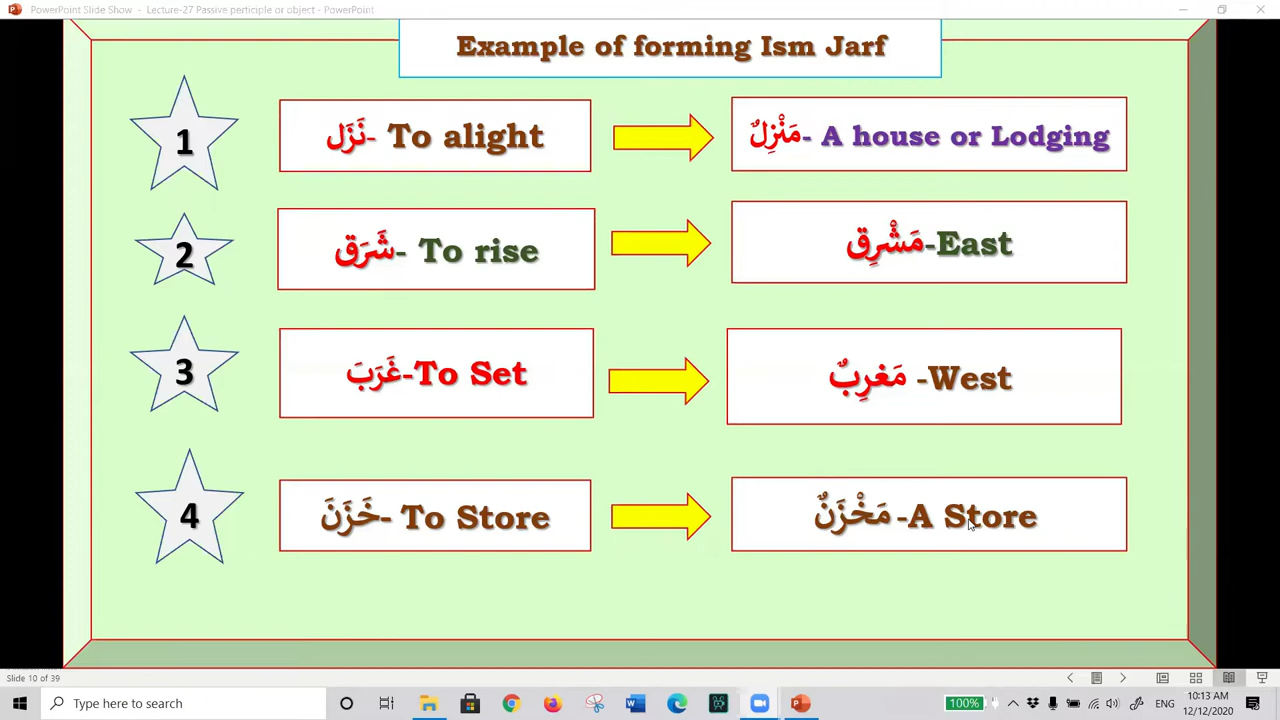 PowerPoint Slide Show - Lecture-27 Passive perticiple or object - PowerPoint
Example of forming Ism Jarf
1
نَزَل- To alight
مَنْزِلٌ- A house or Lodging
2
شَرَق- To rise
مَشْرِق-East
3
غَرَبَ-To Set
مَغرِبٌ -West
4
خَزَنَ- To Store
مَخْزَنٌ -A Store
Slide 10 of 39
Type here to search
100%
ENG
10:13 AM
12/12/2020